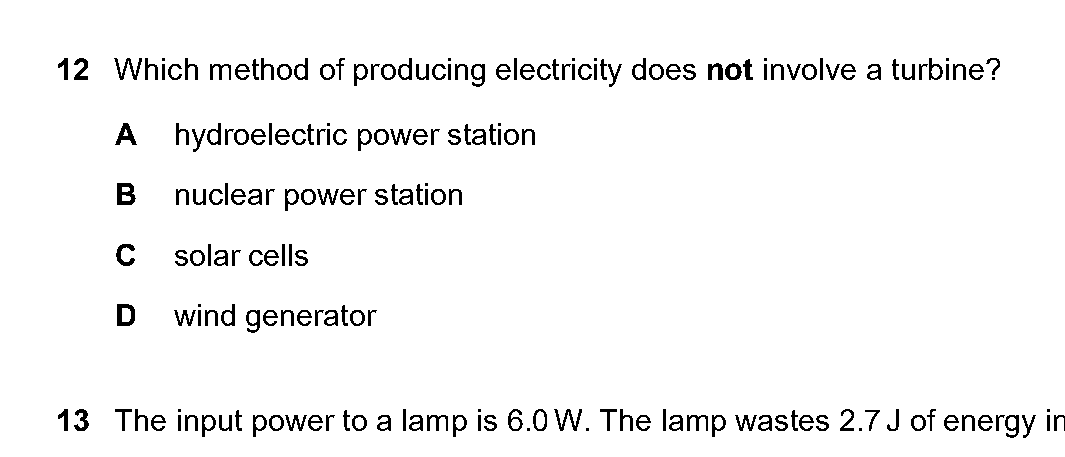 12 Which method of producing electricity does not involve a turbine?
A hydroelectric power station
B nuclear power station
C solar cells
D wind generator
13 The input power to a lamp is 6.0 W. The lamp wastes 2.7 J of energy in